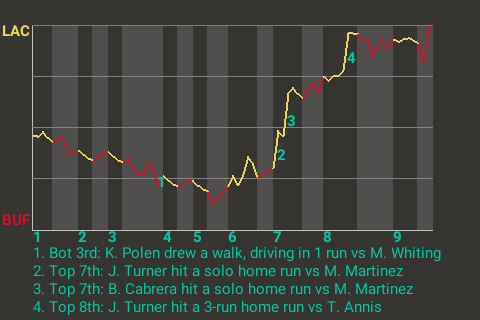 LAC
4
3
2
1
BUF
1 2 3 4 5 6 7 8 9
1. Bot 3rd: K. Polen drew a walk, driving in 1 run vs M. Whiting
2. Top 7th: J. Turner hit a solo home run vs M. Martinez
3. Top 7th: B. Cabrera hit a solo home run vs M. Martinez
4. Top 8th: J. Turner hit a 3-run home run vs T. Annis